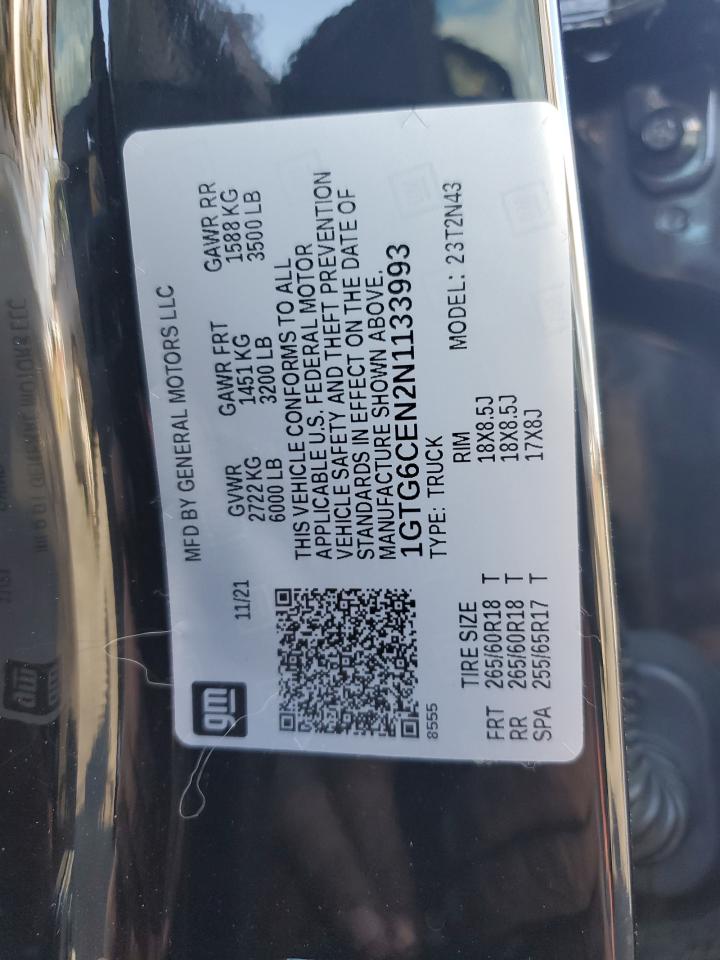 gm
11/21
MFD BY GENERAL MOTORS LLC
GVWR GAWR FRT GAWR RR
2722 KG 1451 KG 1588 KG
6000 LB 3200 LB 3500 LB
THIS VEHICLE CONFORMS TO ALL
APPLICABLE U.S. FEDERAL MOTOR
VEHICLE SAFETY AND THEFT PREVENTION
STANDARDS IN EFFECT ON THE DATE OF
MANUFACTURE SHOWN ABOVE.
1GTG6CEN2N1133993
8555
TYPE: TRUCK MODEL: 23T2N43
TIRE SIZE RIM
FRT 265/60R18 T 18X8.5J
RR 265/60R18 T 18X8.5J
SPA 255/65R17 T 17X8J